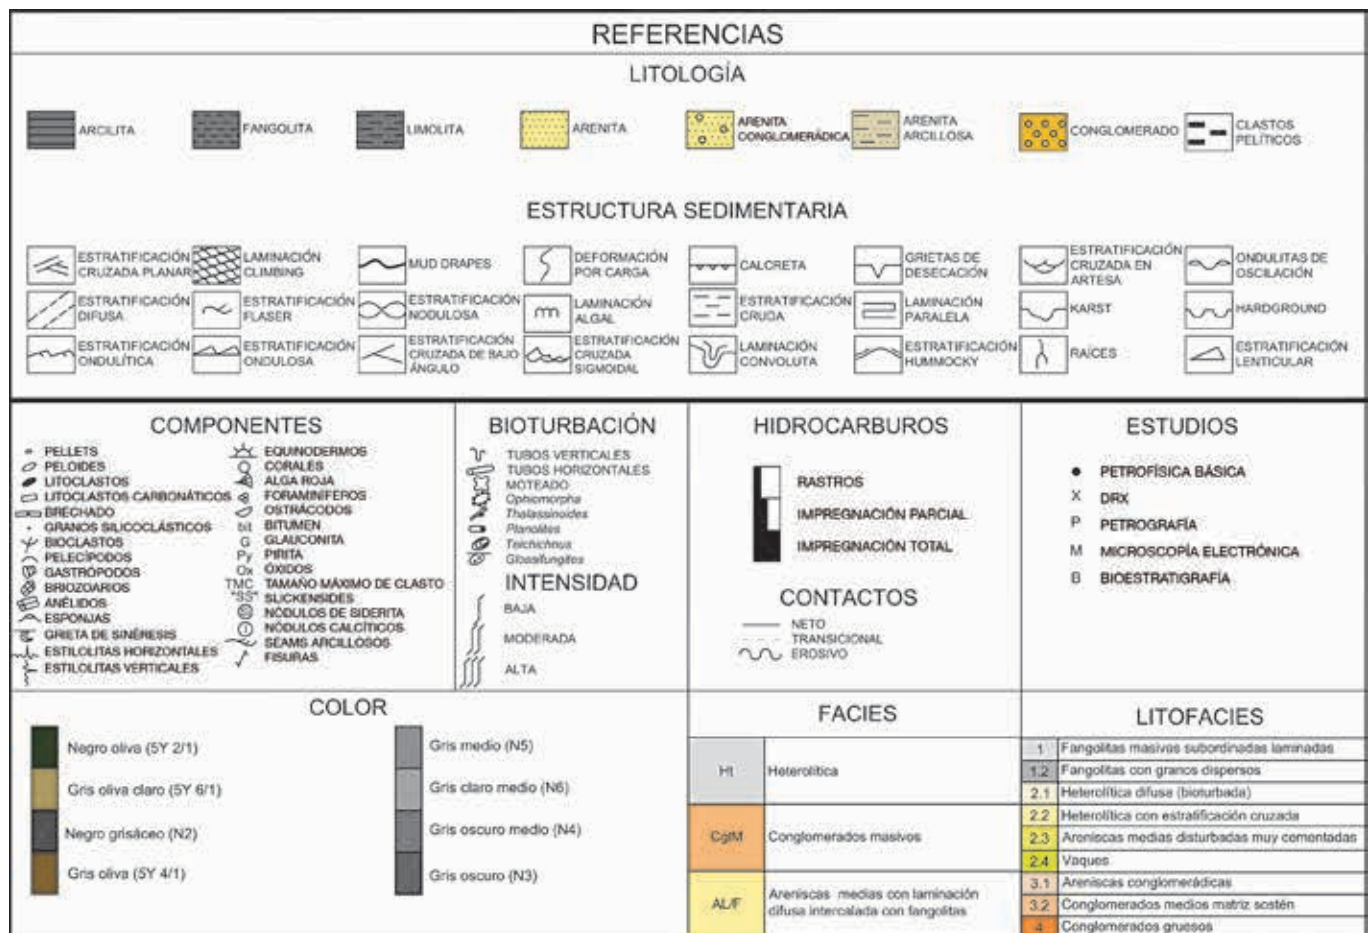 REFERENCIAS
LITOLOGÍA
ARCILITA
FANGOLITA
LIMOLITA
ARENITA
ARENITA
CONGLOMERÁDICA
ARENITA
ARCILLOSA
CONGLOMERADO
CLASTOS
PELÍTICOS
ESTRUCTURA SEDIMENTARIA
ESTRATIFICACIÓN
CRUZADA PLANAR
LAMINACIÓN
CLIMBING
MUD DRAPES
DEFORMACIÓN
POR CARGA
CALCRETA
GRIETAS DE
DESECACIÓN
ESTRATIFICACIÓN
CRUZADA EN
ARTESA
ONDULITAS DE
OSCILACIÓN
ESTRATIFICACIÓN
DIFUSA
ESTRATIFICACIÓN
FLASER
ESTRATIFICACIÓN
NODULOSA
LAMINACIÓN
ALGAL
ESTRATIFICACIÓN
CRUDA
LAMINACIÓN
PARALELA
KARST
HARDGROUND
ESTRATIFICACIÓN
ONDULÍTICA
ESTRATIFICACIÓN
ONDULOSA
ESTRATIFICACIÓN
CRUZADA DE BAJO
ÁNGULO
ESTRATIFICACIÓN
CRUZADA
SIGMOIDAL
LAMINACIÓN
CONVOLUTA
ESTRATIFICACIÓN
HUMMOCKY
RAÍCES
ESTRATIFICACIÓN
LENTICULAR
COMPONENTES
PELLETS
PELOIDES
LITOCLASTOS
LITOCLASTOS CARBONÁTICOS
BRECHADO
GRANOS SILICOCLÁSTICOS
BIOCLASTOS
PELECÍPODOS
GASTRÓPODOS
BRIOZOARIOS
ANÉLIDOS
ESPONJAS
GRIETA DE SINÉRESIS
ESTILOLITAS HORIZONTALES
ESTILOLITAS VERTICALES
EQUINODERMOS
CORALES
ALGA ROJA
FORAMINÍFEROS
OSTRÁCODOS
bit BITUMEN
G GLAUCONITA
Py PIRITA
Ox ÓXIDOS
TMC TAMAÑO MÁXIMO DE CLASTO
"SS" SLICKENSIDES
NÓDULOS DE SIDERITA
NÓDULOS CALCÍTICOS
SEAMS ARCILLOSOS
FISURAS
BIOTURBACIÓN
TUBOS VERTICALES
TUBOS HORIZONTALES
MOTEADO
Ophiomorpha
Thalassinoides
Planolites
Teichichnus
Glossifungites
INTENSIDAD
BAJA
MODERADA
ALTA
HIDROCARBUROS
RASTROS
IMPREGNACIÓN PARCIAL
IMPREGNACIÓN TOTAL
CONTACTOS
NETO
TRANSICIONAL
EROSIVO
ESTUDIOS
PETROFÍSICA BÁSICA
X DRX
P PETROGRAFÍA
M MICROSCOPÍA ELECTRÓNICA
B BIOESTRATIGRAFÍA
COLOR
Negro oliva (5Y 2/1)
Gris oliva claro (5Y 6/1)
Negro grisáceo (N2)
Gris oliva (5Y 4/1)
Gris medio (N5)
Gris claro medio (N6)
Gris oscuro medio (N4)
Gris oscuro (N3)
FACIES
Ht Heterolítica
CgtM Conglomerados masivos
AL/F Areniscas medias con laminación
difusa intercalada con fangolitas
LITOFACIES
1 Fangolitas masivas subordinadas laminadas
1.2 Fangolitas con granos dispersos
2.1 Heterolítica difusa (bioturbada)
2.2 Heterolítica con estratificación cruzada
2.3 Areniscas medias disturbadas muy cementadas
2.4 Vaques
3.1 Areniscas conglomerádicas
3.2 Conglomerados medios matriz sostén
4 Conglomerados gruesos